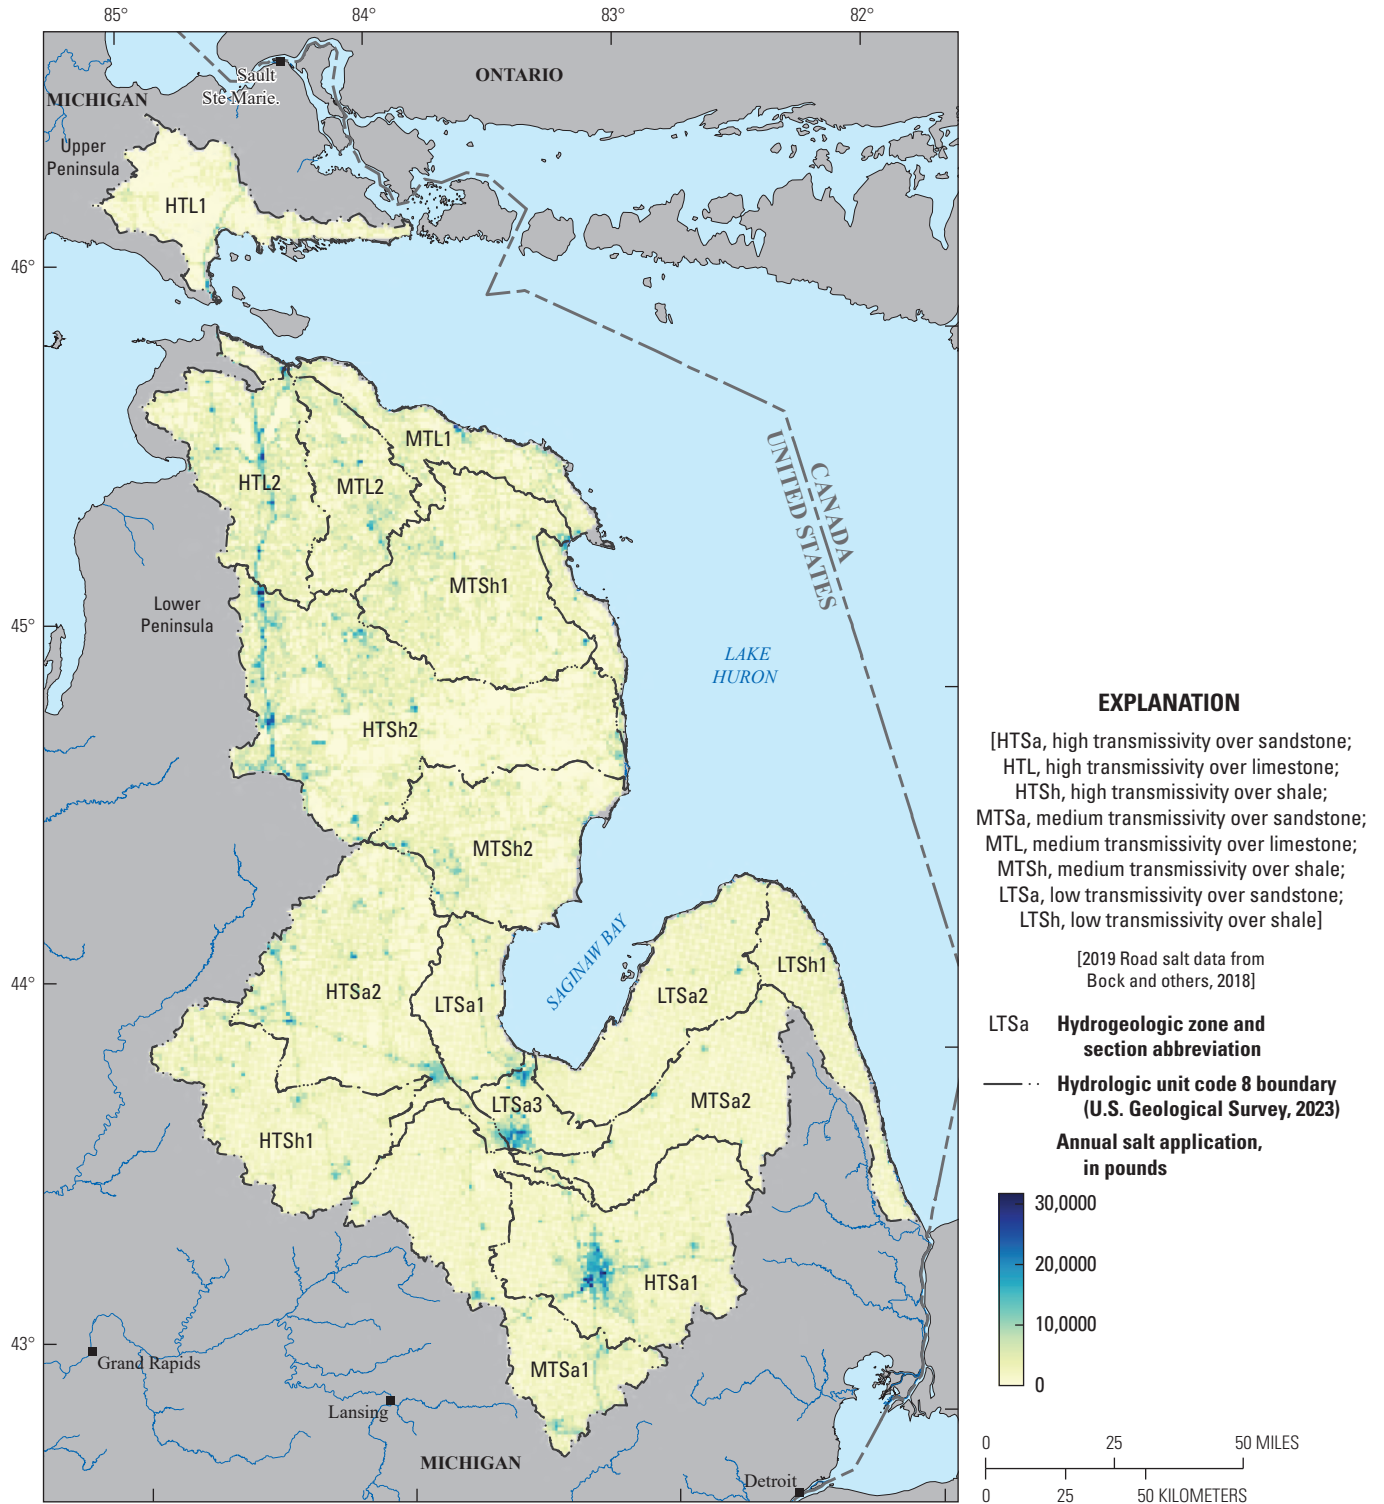 85°
84°
83°
82°
Sault
Ste Marie.
ONTARIO
MICHIGAN
Upper
Peninsula
HTL1
46°
MTL1
HTL2
MTL2
CANADA
UNITED STATES
MTSh1
Lower
Peninsula
45°
LAKE
HURON
HTSh2
MTSh2
SAGINAW BAY
LTSh1
44°
HTSa2
LTSa1
LTSa2
LTSa3
MTSa2
HTSh1
HTSa1
43°
Grand Rapids
MTSa1
Lansing
MICHIGAN
Detroit
EXPLANATION
[HTSa, high transmissivity over sandstone;
HTL, high transmissivity over limestone;
HTSh, high transmissivity over shale;
MTSa, medium transmissivity over sandstone;
MTL, medium transmissivity over limestone;
MTSh, medium transmissivity over shale;
LTSa, low transmissivity over sandstone;
LTSh, low transmissivity over shale]
[2019 Road salt data from
Bock and others, 2018]
LTSa Hydrogeologic zone and
section abbreviation
Hydrologic unit code 8 boundary
(U.S. Geological Survey, 2023)
Annual salt application,
in pounds
30,0000
20,0000
10,0000
0
0 25 50 MILES
0 25 50 KILOMETERS